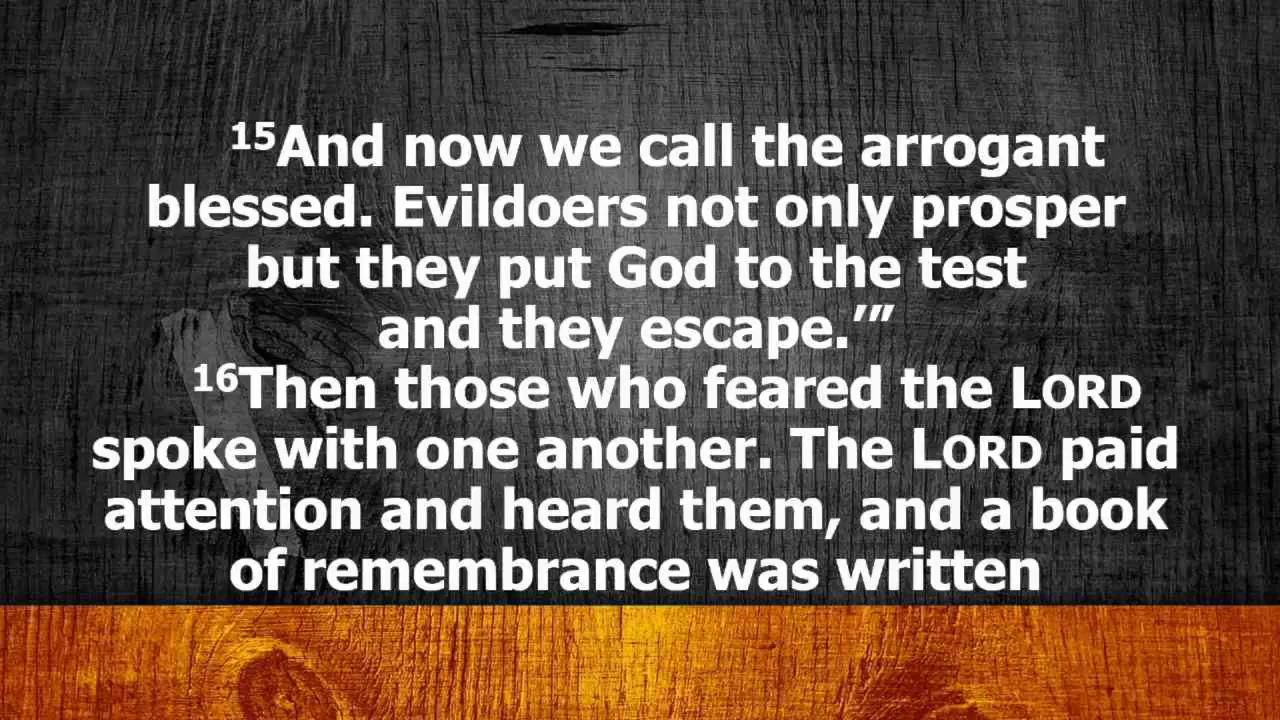 15And now we call the arrogant
blessed. Evildoers not only prosper
but they put God to the test
and they escape.’”
16Then those who feared the LORD
spoke with one another. The LORD paid
attention and heard them, and a book
of remembrance was written